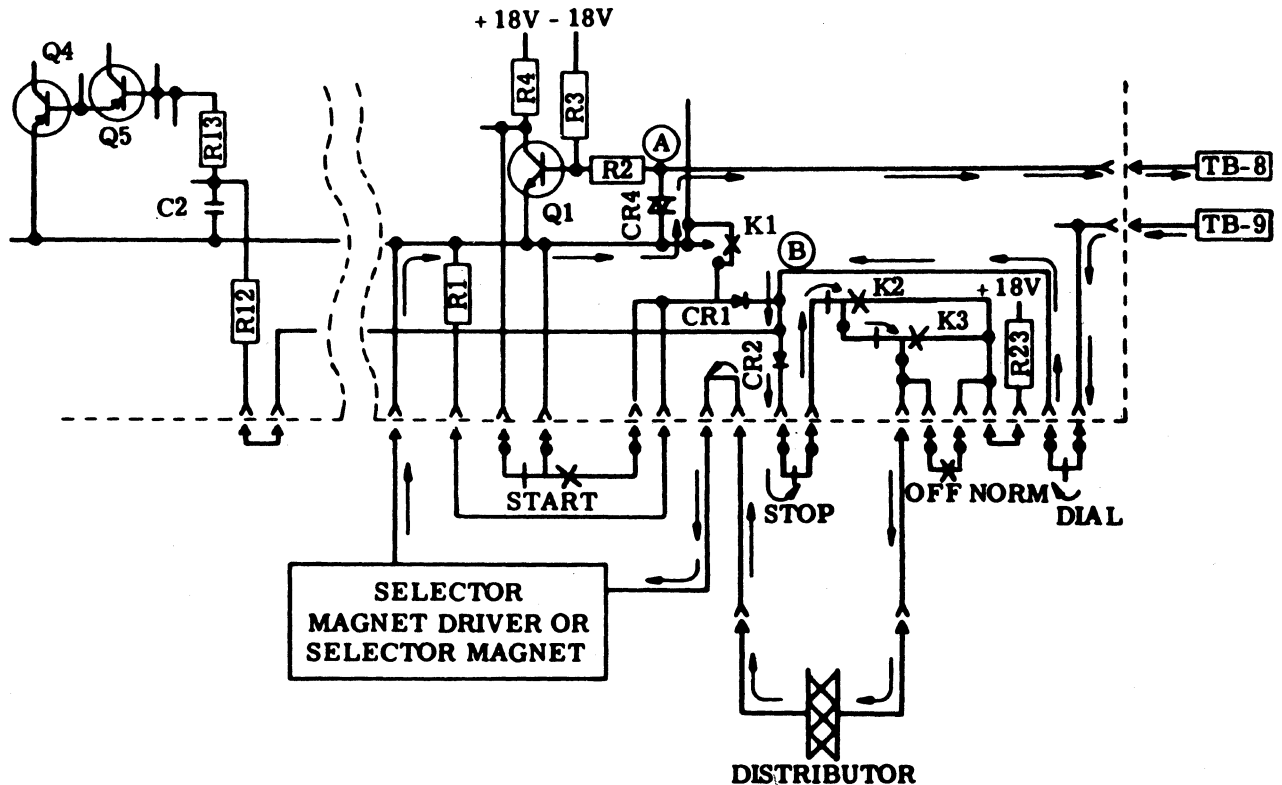 + 18V - 18V
Q4
Q5
R13
C2
R12
R4
R3
R2
A
TB-8
Q1
CR4
K1
TB-9
B
R1
CR1
K2
+ 18V
K3
CR2
R23
START
STOP
OFF NORM
DIAL
SELECTOR
MAGNET DRIVER OR
SELECTOR MAGNET
DISTRIBUTOR